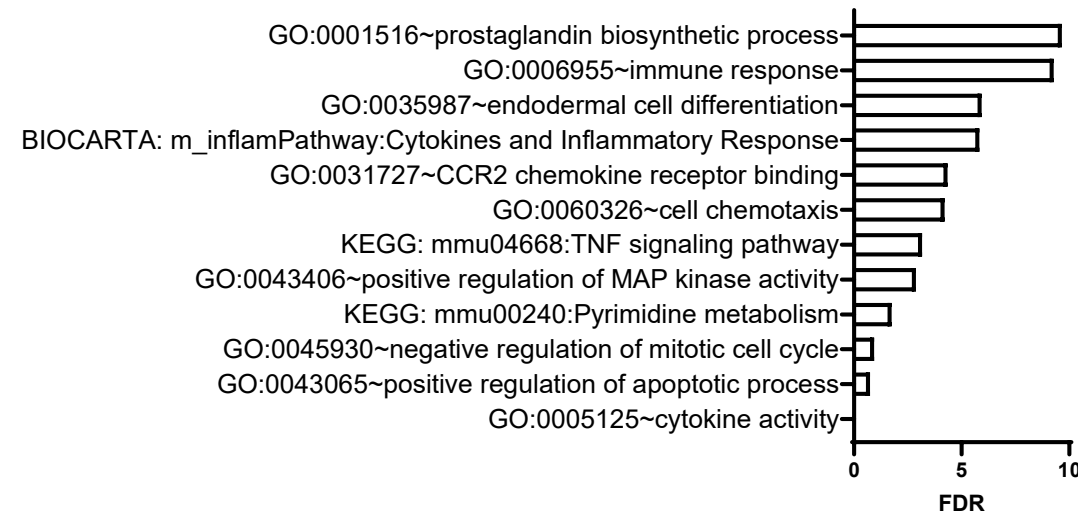 GO:0001516~prostaglandin biosynthetic process
GO:0006955~immune response
GO:0035987~endodermal cell differentiation
BIOCARTA: m_inflamPathway:Cytokines and Inflammatory Response
GO:0031727~CCR2 chemokine receptor binding
GO:0060326~cell chemotaxis
KEGG: mmu04668:TNF signaling pathway
GO:0043406~positive regulation of MAP kinase activity
KEGG: mmu00240:Pyrimidine metabolism
GO:0045930~negative regulation of mitotic cell cycle
GO:0043065~positive regulation of apoptotic process
GO:0005125~cytokine activity
0 5 10
FDR